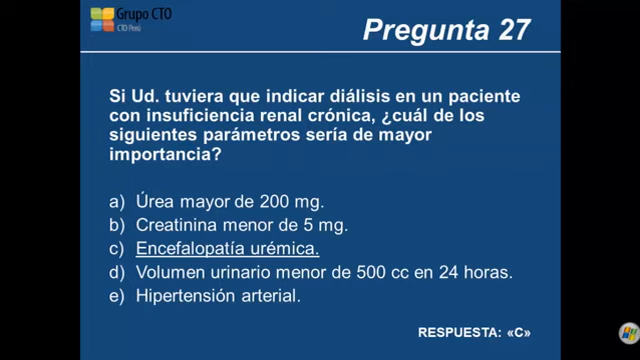 Grupo CTO
CTO Perú
Pregunta 27
Si Ud. tuviera que indicar diálisis en un paciente
con insuficiencia renal crónica, ¿cuál de los
siguientes parámetros sería de mayor
importancia?
a) Úrea mayor de 200 mg.
b) Creatinina menor de 5 mg.
c) Encefalopatía urémica.
d) Volumen urinario menor de 500 cc en 24 horas.
e) Hipertensión arterial.
RESPUESTA: «C»